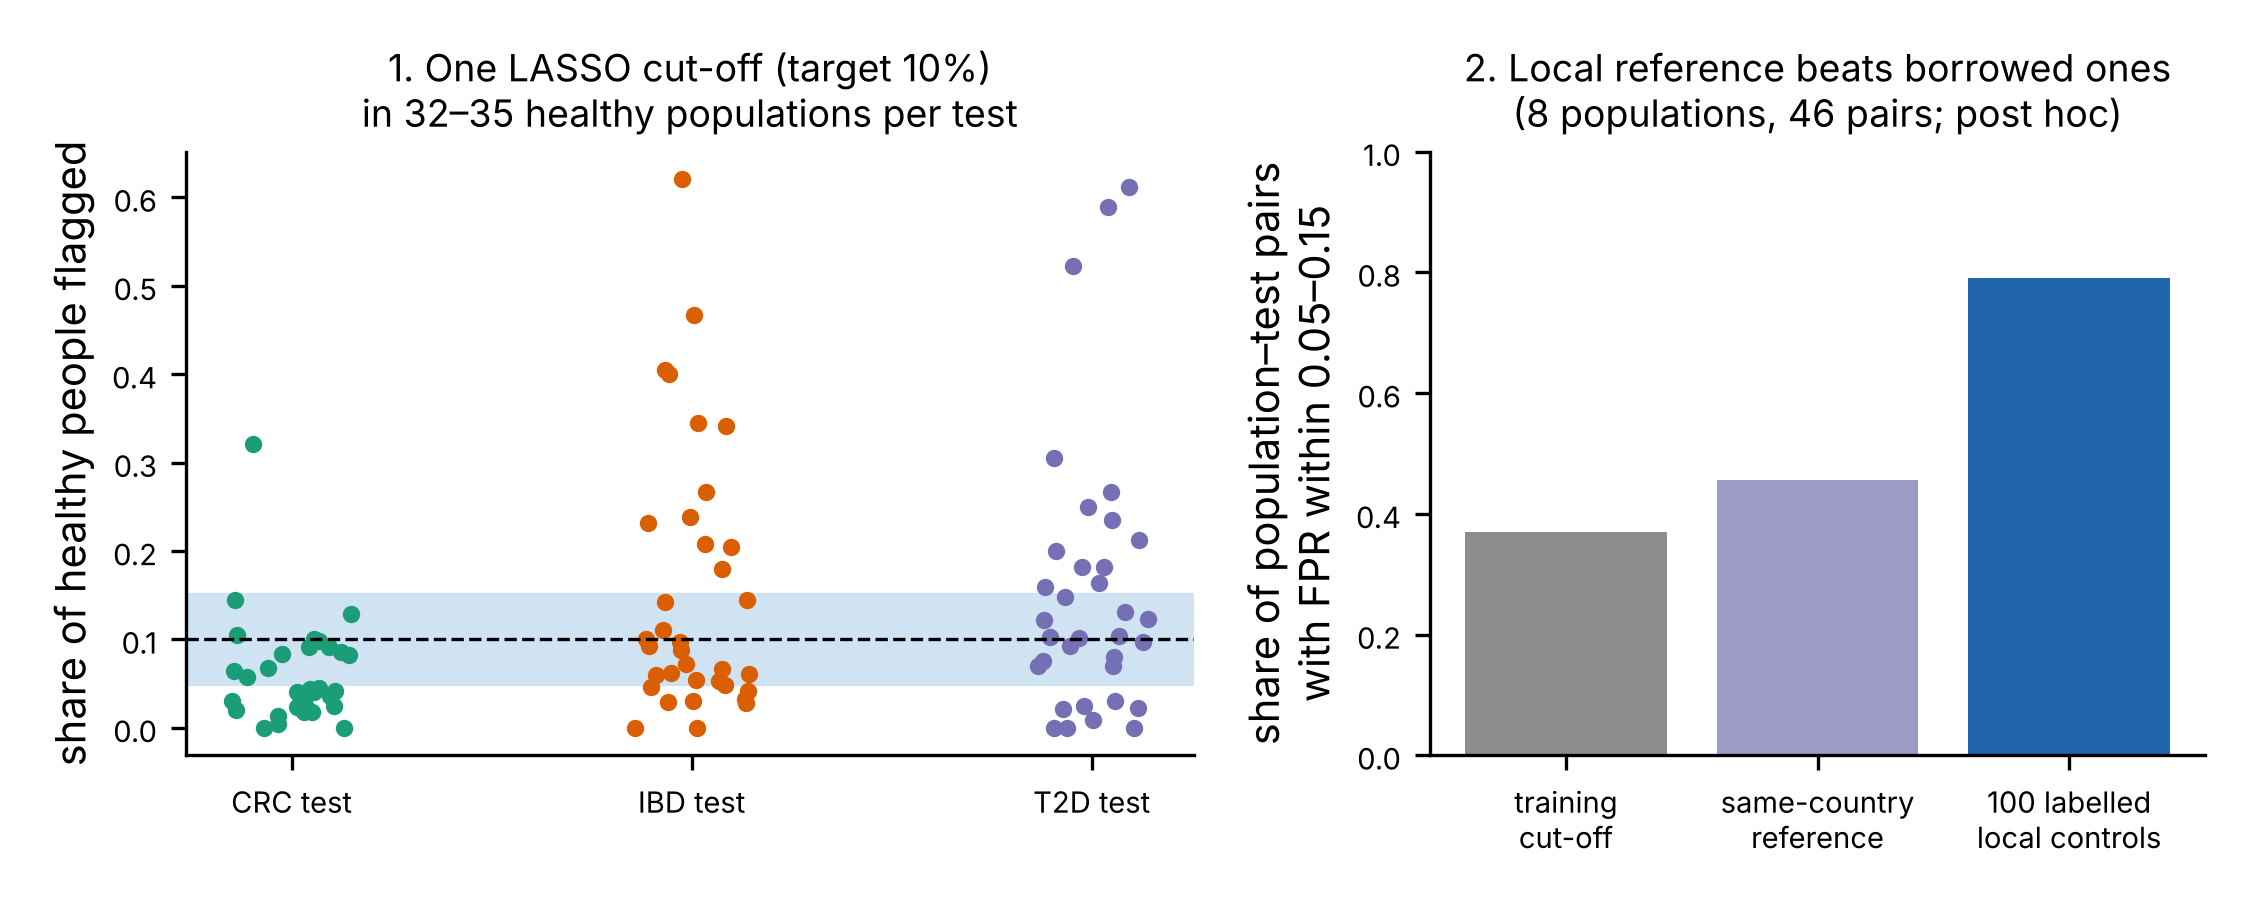 1. One LASSO cut-off (target 10%)
in 32–35 healthy populations per test
share of healthy people flagged
0.6
0.5
0.4
0.3
0.2
0.1
0.0
CRC test
IBD test
T2D test
2. Local reference beats borrowed ones
(8 populations, 46 pairs; post hoc)
share of population–test pairs
with FPR within 0.05–0.15
1.0
0.8
0.6
0.4
0.2
0.0
training
cut-off
same-country
reference
100 labelled
local controls